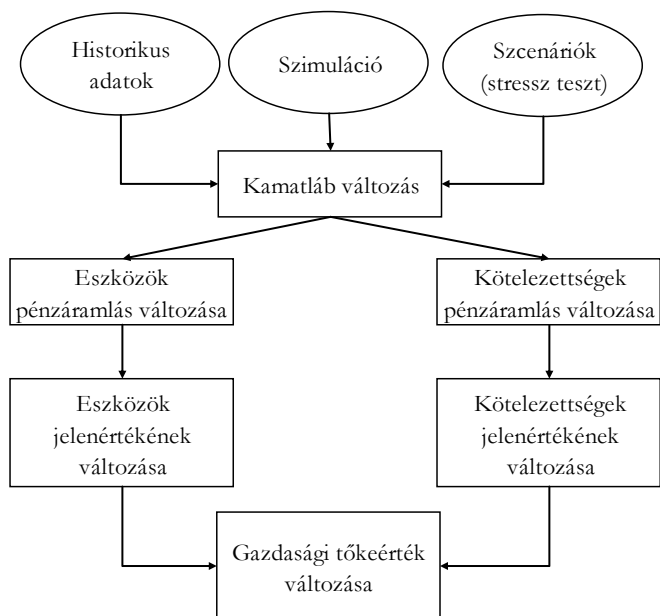 Historikus
adatok
Szimuláció
Szcenáriók
(stressz teszt)
Kamatláb változás
Eszközök
pénzáramlás változása
Kötelezettségek
pénzáramlás változása
Eszközök
jelenértékének
változása
Kötelezettségek
jelenértékének
változása
Gazdasági tőkeérték
változása